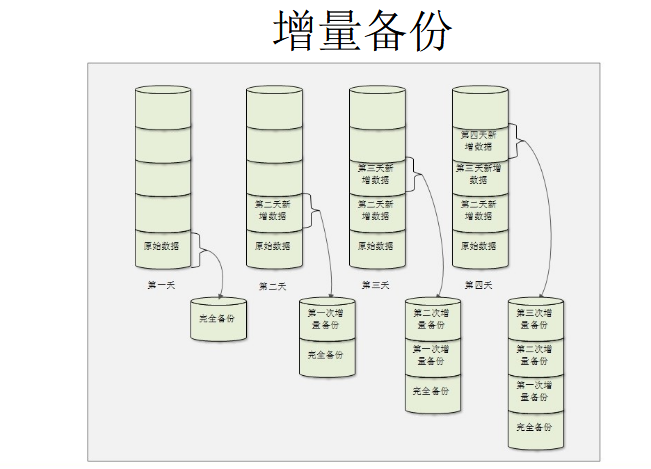 增量备份
原始数据
第一天
完全备份
第二天新
增数据
原始数据
第二天
第一次增
量备份
完全备份
第三天新
增数据
第二天新
增数据
原始数据
第三天
第二次增
量备份
第一次增
量备份
完全备份
第四天新
增数据
第三天新增
数据
第二天新
增数据
原始数据
第四天
第三次增
量备份
第二次增
量备份
第一次增
量备份
完全备份